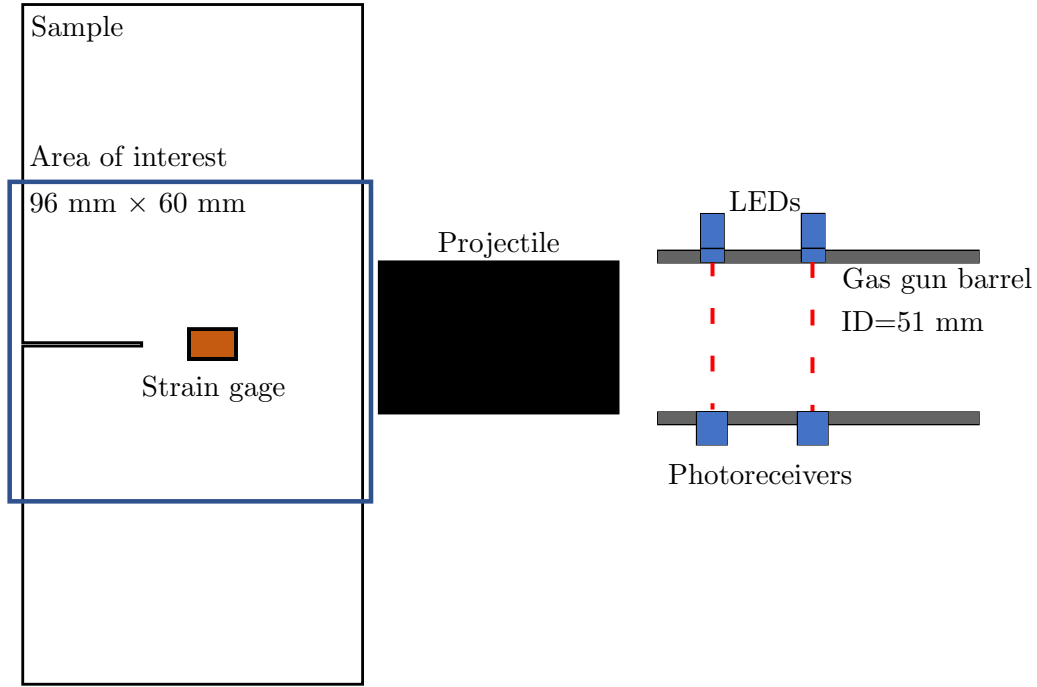 Sample
Area of interest
96 mm × 60 mm
Strain gage
Projectile
LEDs
Gas gun barrel
ID=51 mm
Photoreceivers